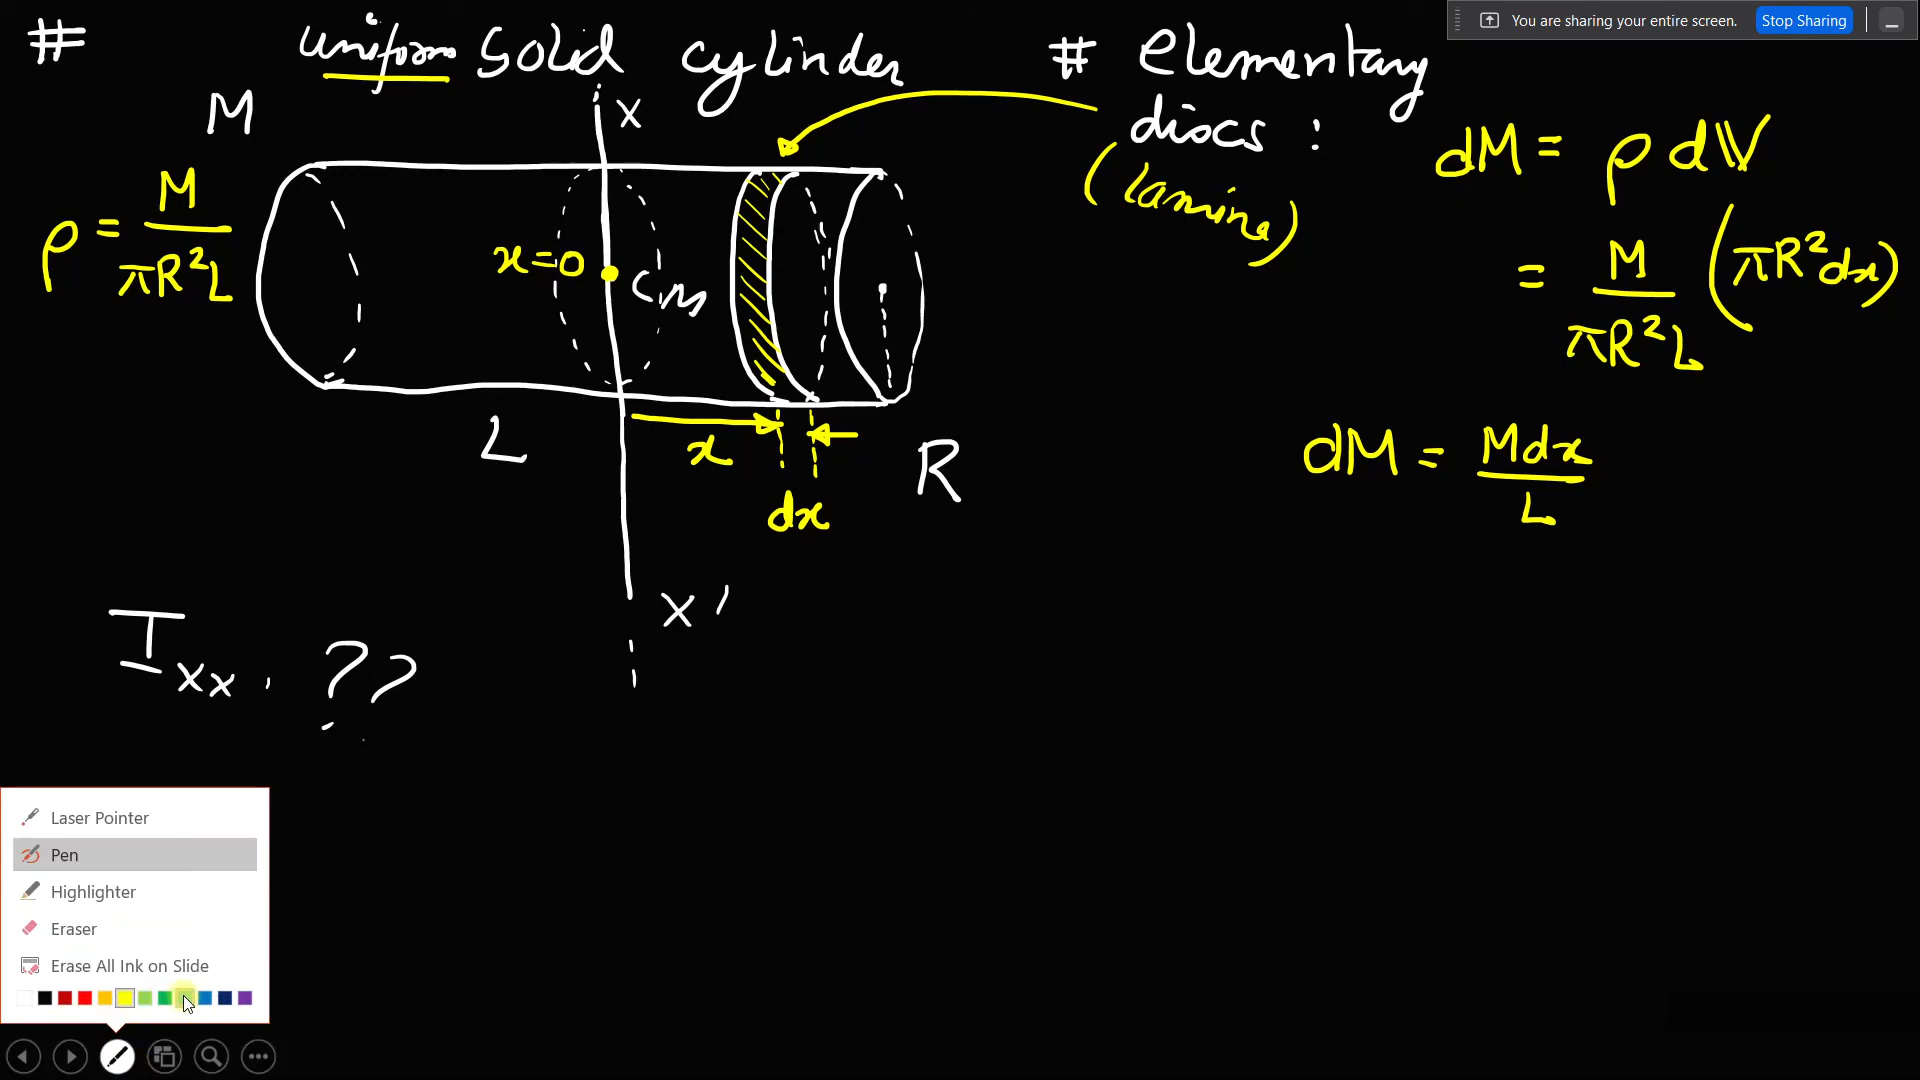 You are sharing your entire screen. Stop Sharing
# uniform Solid cylinder
# Elementary
discs :
(lamina)
M
X
ρ = M
πR²L
x=0
CM
L
x
dx
R
X'
I_xx' ??
dM = ρ dV
= M (πR²dx)
πR²L
dM = Mdx
L
Laser Pointer
Pen
Highlighter
Eraser
Erase All Ink on Slide